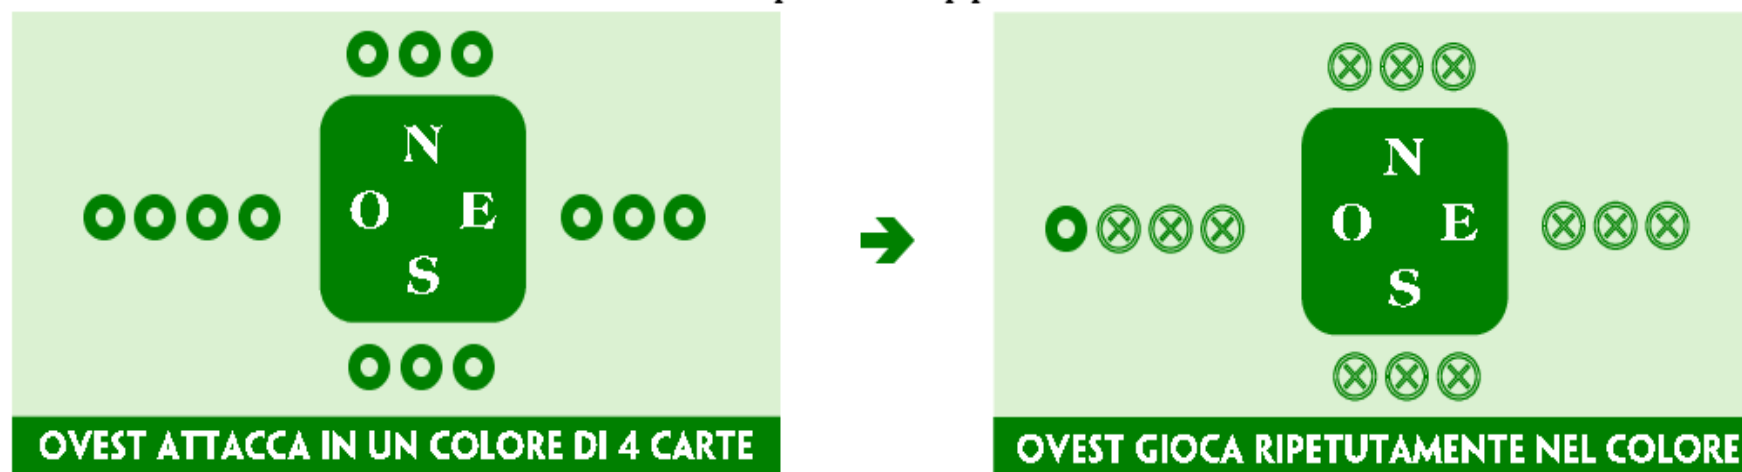 N
O E
S
OVEST ATTACCA IN UN COLORE DI 4 CARTE
N
O E
S
OVEST GIOCA RIPETUTAMENTE NEL COLORE